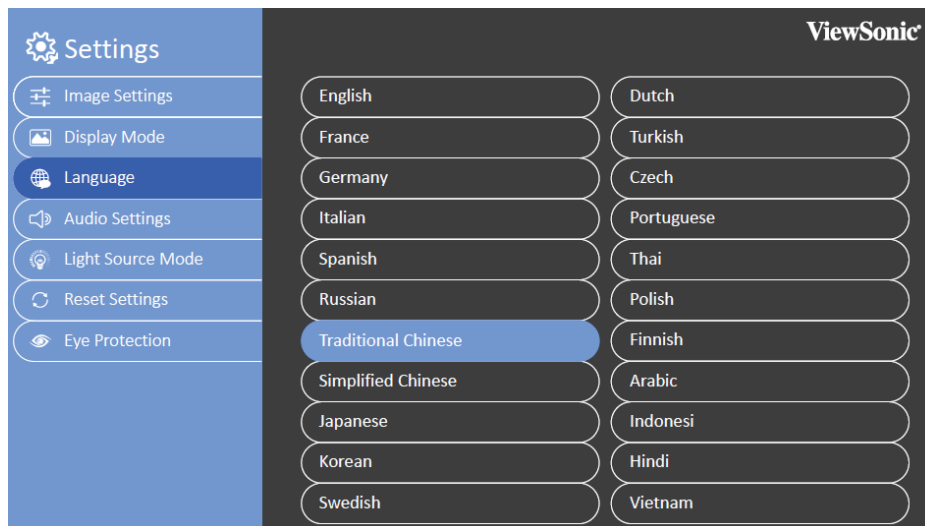 ViewSonic
Settings
Image Settings
Display Mode
Language
Audio Settings
Light Source Mode
Reset Settings
Eye Protection
English
France
Germany
Italian
Spanish
Russian
Traditional Chinese
Simplified Chinese
Japanese
Korean
Swedish
Dutch
Turkish
Czech
Portuguese
Thai
Polish
Finnish
Arabic
Indonesi
Hindi
Vietnam